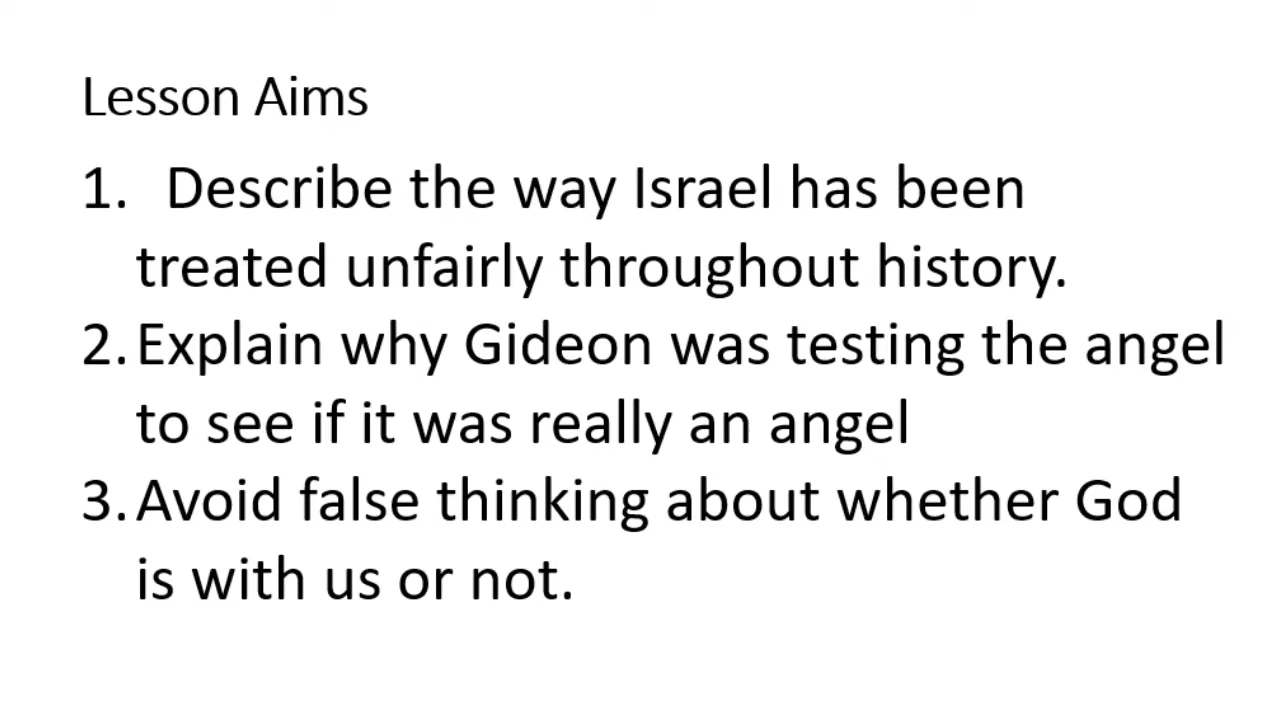 Lesson Aims
1. Describe the way Israel has been
treated unfairly throughout history.
2. Explain why Gideon was testing the angel
to see if it was really an angel
3. Avoid false thinking about whether God
is with us or not.